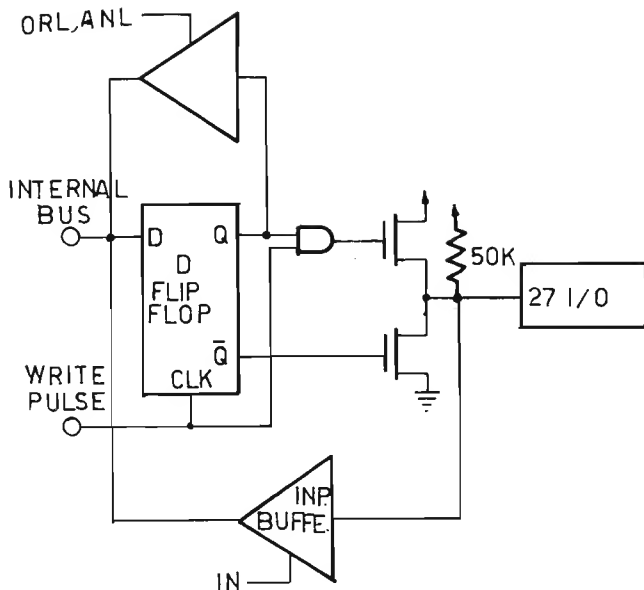 ORL,ANL
INTERNAL
BUS
D
Q
D
FLIP
FLOP
Q̅
CLK
WRITE
PULSE
50K
27 I/O
INP.
BUFFE.
IN